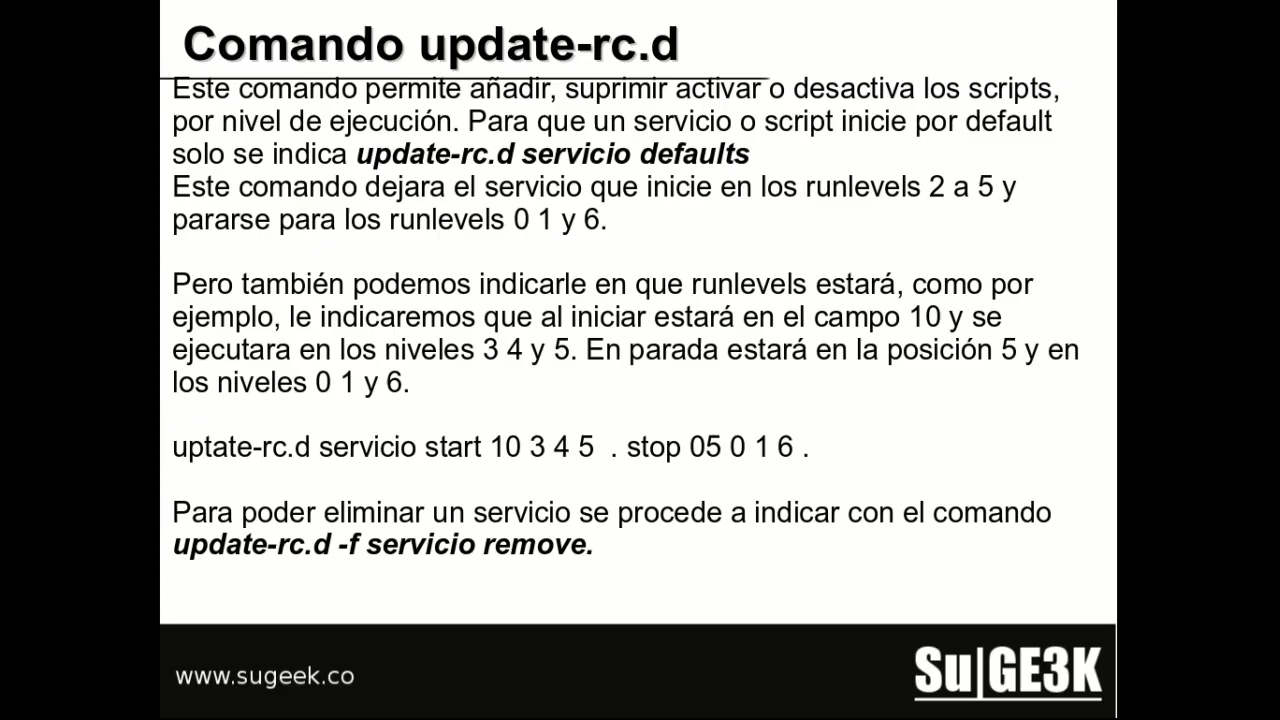 Comando update-rc.d
Este comando permite añadir, suprimir activar o desactiva los scripts,
por nivel de ejecución. Para que un servicio o script inicie por default
solo se indica update-rc.d servicio defaults
Este comando dejara el servicio que inicie en los runlevels 2 a 5 y
pararse para los runlevels 0 1 y 6.
Pero también podemos indicarle en que runlevels estará, como por
ejemplo, le indicaremos que al iniciar estará en el campo 10 y se
ejecutara en los niveles 3 4 y 5. En parada estará en la posición 5 y en
los niveles 0 1 y 6.
uptate-rc.d servicio start 10 3 4 5 . stop 05 0 1 6 .
Para poder eliminar un servicio se procede a indicar con el comando
update-rc.d -f servicio remove.
www.sugeek.co
Su|GE3K